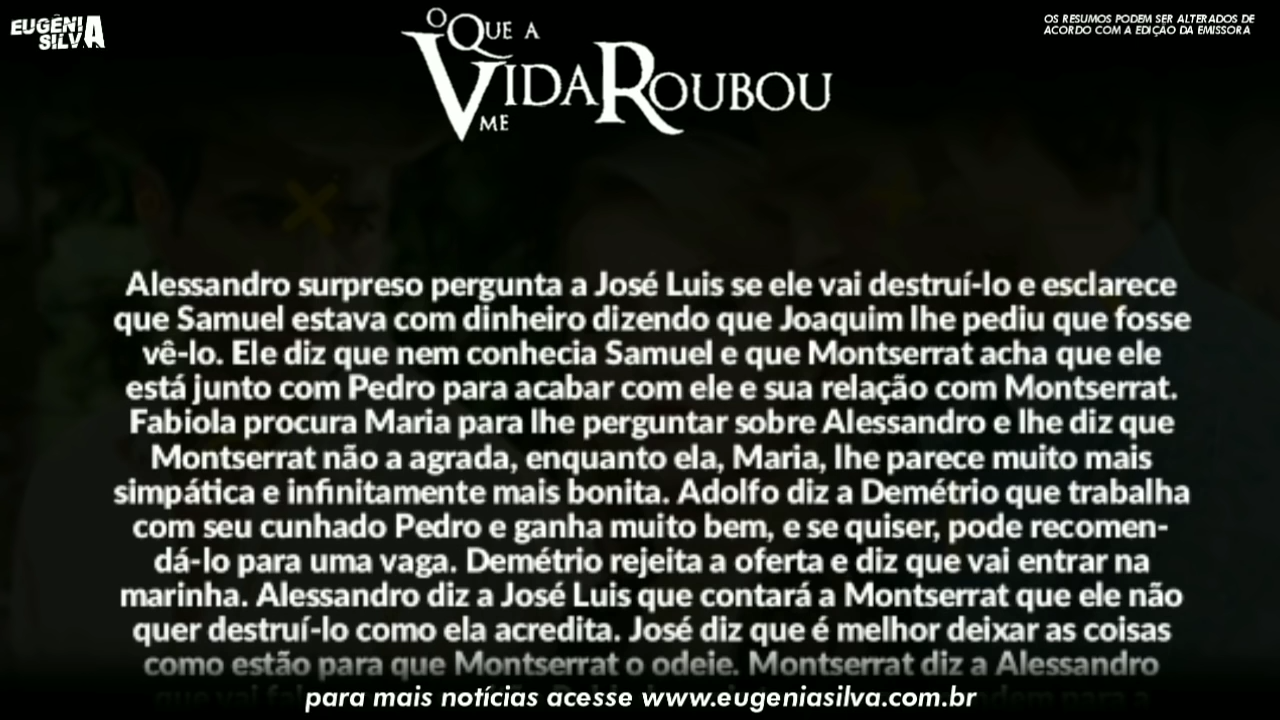 EUGÊNIA
SILVA
O QUE A
VIDA ROUBOU
ME
OS RESUMOS PODEM SER ALTERADOS DE
ACORDO COM A EDIÇÃO DA EMISSORA
Alessandro surpreso pergunta a José Luis se ele vai destruí-lo e esclarece
que Samuel estava com dinheiro dizendo que Joaquim lhe pediu que fosse
vê-lo. Ele diz que nem conhecia Samuel e que Montserrat acha que ele
está junto com Pedro para acabar com ele e sua relação com Montserrat.
Fabiola procura Maria para lhe perguntar sobre Alessandro e lhe diz que
Montserrat não a agrada, enquanto ela, Maria, lhe parece muito mais
simpática e infinitamente mais bonita. Adolfo diz a Demétrio que trabalha
com seu cunhado Pedro e ganha muito bem, e se quiser, pode recomen-
dá-lo para uma vaga. Demétrio rejeita a oferta e diz que vai entrar na
marinha. Alessandro diz a José Luis que contará a Montserrat que ele não
quer destruí-lo como ela acredita. José diz que é melhor deixar as coisas
como estão para que Montserrat o odeie. Montserrat diz a Alessandro
que vai
para mais notícias acesse www.eugeniasilva.com.br